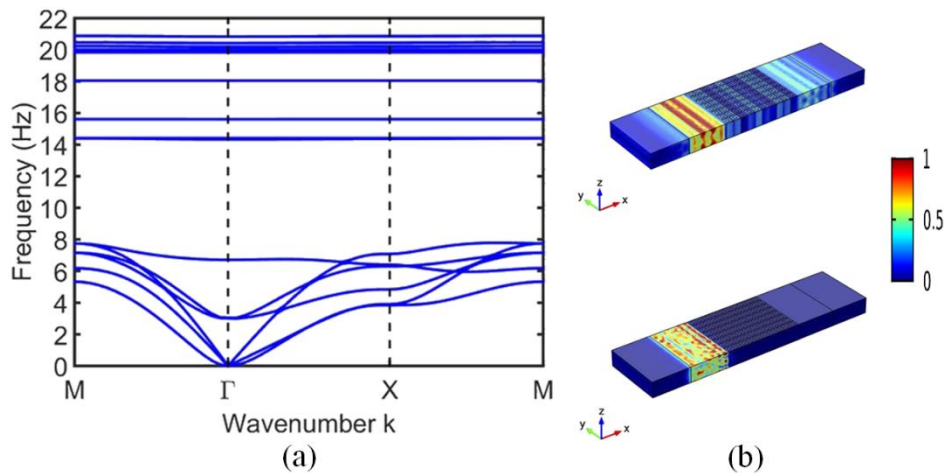 22
20
18
16
14
12
10
8
6
4
2
0
Frequency (Hz)
M Γ X M
Wavenumber k
(a)
z
y x
1
0.5
0
z
y x
(b)